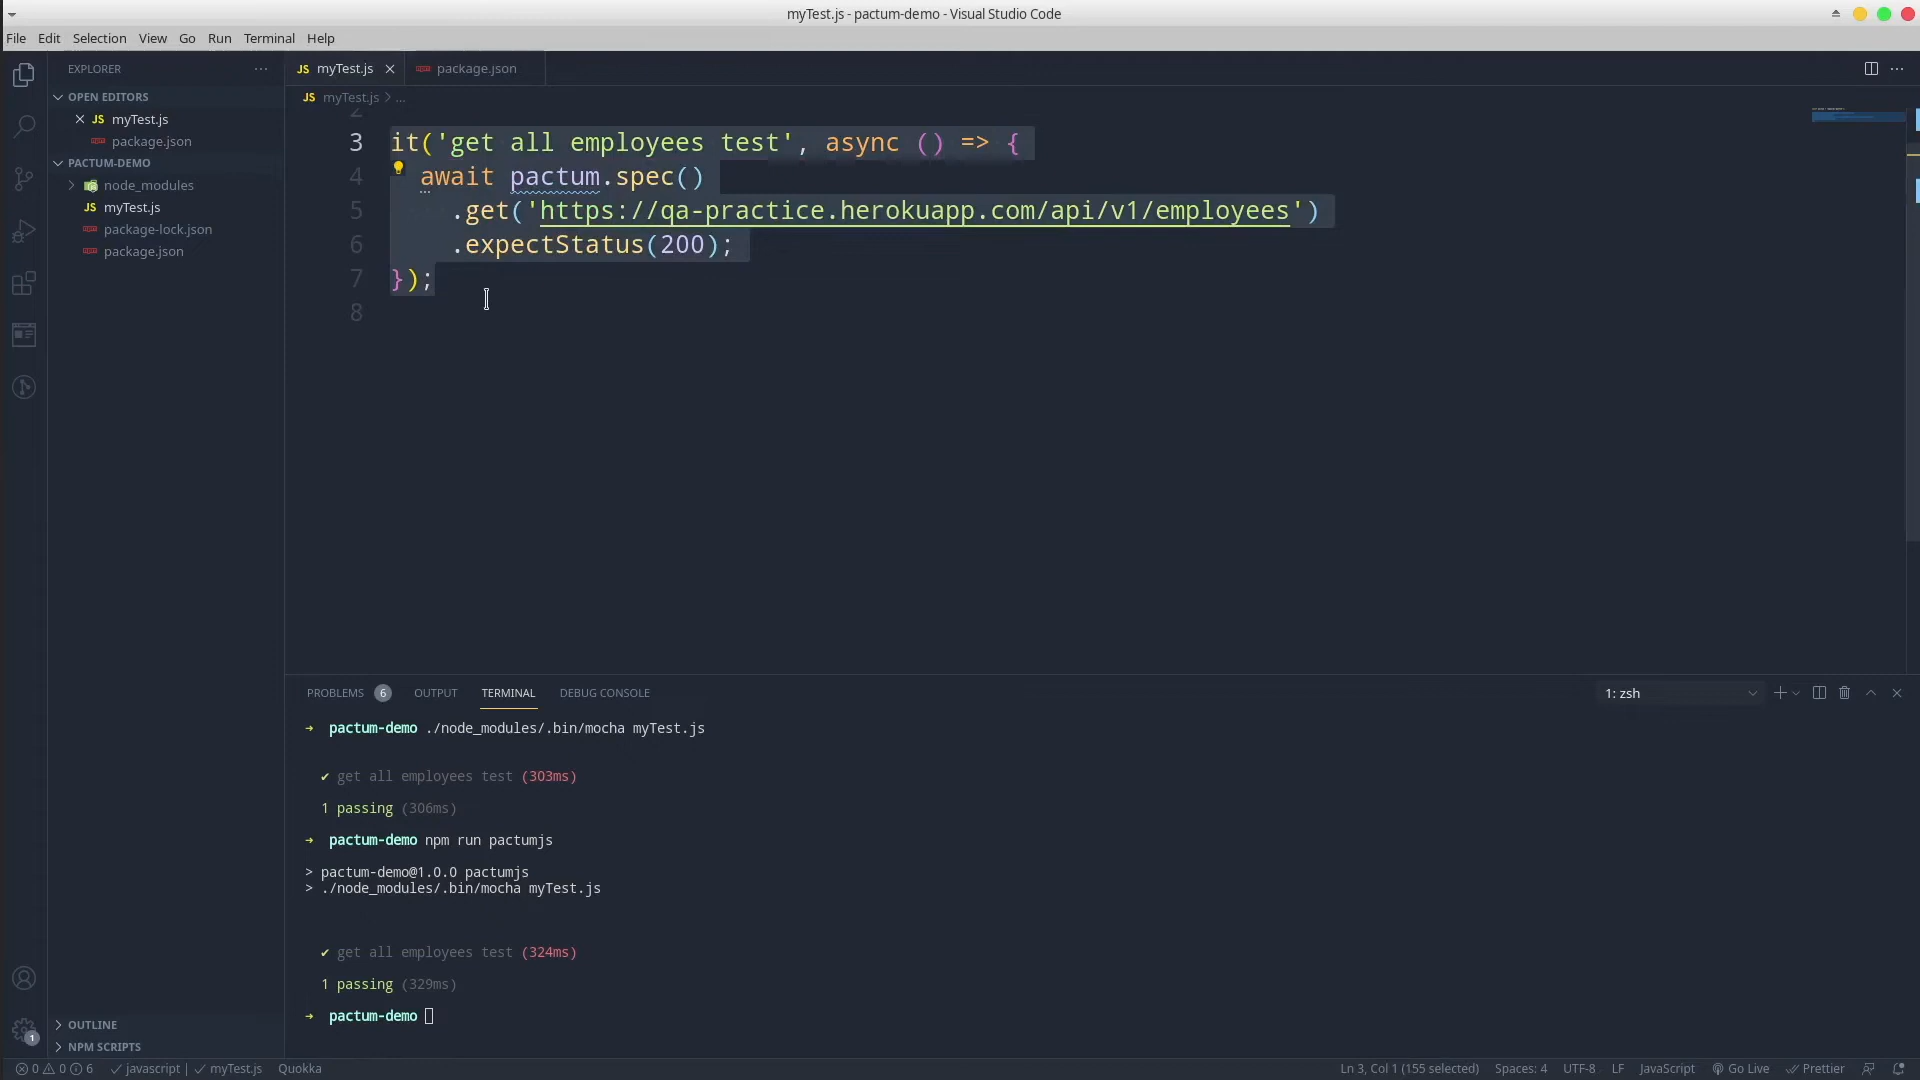 myTest.js - pactum-demo - Visual Studio Code
File Edit Selection View Go Run Terminal Help
EXPLORER
OPEN EDITORS
JS myTest.js
package.json
PACTUM-DEMO
node_modules
JS myTest.js
package-lock.json
package.json
OUTLINE
NPM SCRIPTS
JS myTest.js package.json
JS myTest.js > ...
2
3 it('get all employees test', async () => {
4 await pactum.spec()
5 .get('https://qa-practice.herokuapp.com/api/v1/employees')
6 .expectStatus(200);
7 });
8
PROBLEMS 6 OUTPUT TERMINAL DEBUG CONSOLE 1: zsh
→ pactum-demo ./node_modules/.bin/mocha myTest.js
✔ get all employees test (303ms)
1 passing (306ms)
→ pactum-demo npm run pactumjs
> pactum-demo@1.0.0 pactumjs
> ./node_modules/.bin/mocha myTest.js
✔ get all employees test (324ms)
1 passing (329ms)
→ pactum-demo
1
0 0 6 ✓ javascript | ✓ myTest.js Quokka Ln 3, Col 1 (155 selected) Spaces: 4 UTF-8 LF JavaScript Go Live Prettier